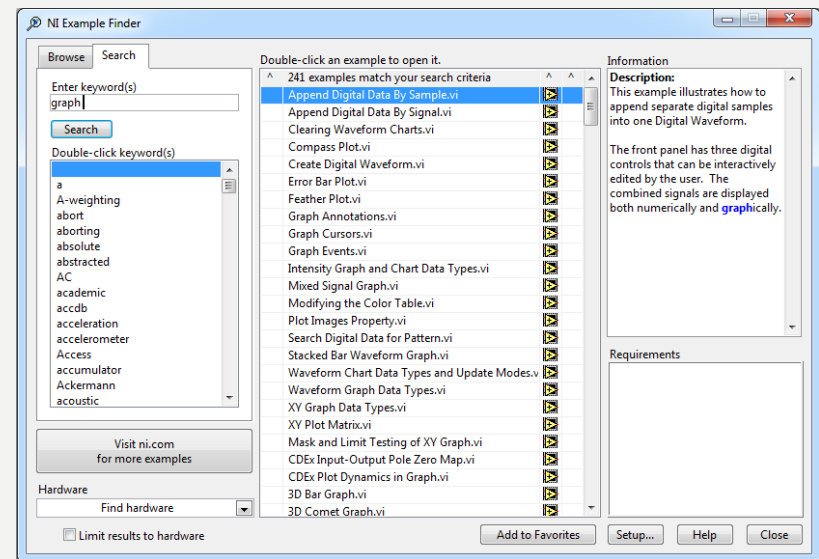 NI Example Finder
Browse
Search
Enter keyword(s)
graph
Search
Double-click keyword(s)
a
A-weighting
abort
aborting
absolute
abstracted
AC
academic
accdb
acceleration
accelerometer
Access
accumulator
Ackermann
acoustic
Visit ni.com
for more examples
Hardware
Find hardware
Limit results to hardware
Double-click an example to open it.
^ 241 examples match your search criteria ^ ^
Append Digital Data By Sample.vi
Append Digital Data By Signal.vi
Clearing Waveform Charts.vi
Compass Plot.vi
Create Digital Waveform.vi
Error Bar Plot.vi
Feather Plot.vi
Graph Annotations.vi
Graph Cursors.vi
Graph Events.vi
Intensity Graph and Chart Data Types.vi
Mixed Signal Graph.vi
Modifying the Color Table.vi
Plot Images Property.vi
Search Digital Data for Pattern.vi
Stacked Bar Waveform Graph.vi
Waveform Chart Data Types and Update Modes.v
Waveform Graph Data Types.vi
XY Graph Data Types.vi
XY Plot Matrix.vi
Mask and Limit Testing of XY Graph.vi
CDEx Input-Output Pole Zero Map.vi
CDEx Plot Dynamics in Graph.vi
3D Bar Graph.vi
3D Comet Graph.vi
Information
Description:
This example illustrates how to
append separate digital samples
into one Digital Waveform.
The front panel has three digital
controls that can be interactively
edited by the user. The
combined signals are displayed
both numerically and graphically.
Requirements
Add to Favorites
Setup...
Help
Close